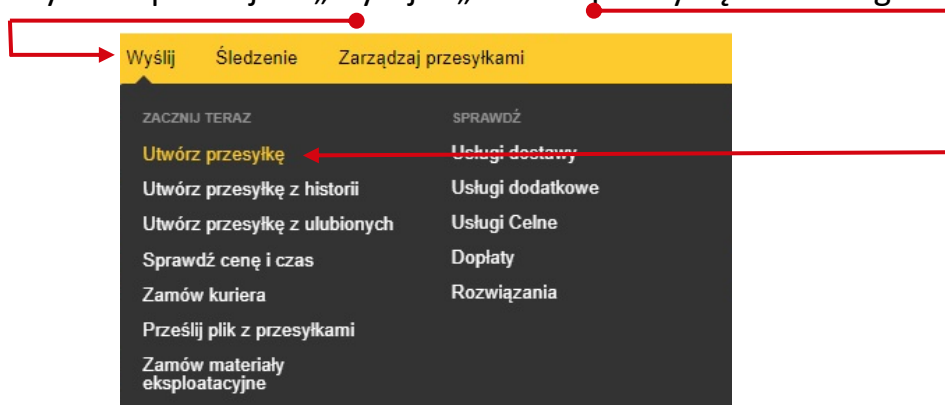 Wyślij Śledzenie Zarządzaj przesyłkami
ZACZNIJ TERAZ
Utwórz przesyłkę
Utwórz przesyłkę z historii
Utwórz przesyłkę z ulubionych
Sprawdź cenę i czas
Zamów kuriera
Prześlij plik z przesyłkami
Zamów materiały
eksploatacyjne
SPRAWDŹ
Usługi dostawy
Usługi dodatkowe
Usługi Celne
Dopłaty
Rozwiązania